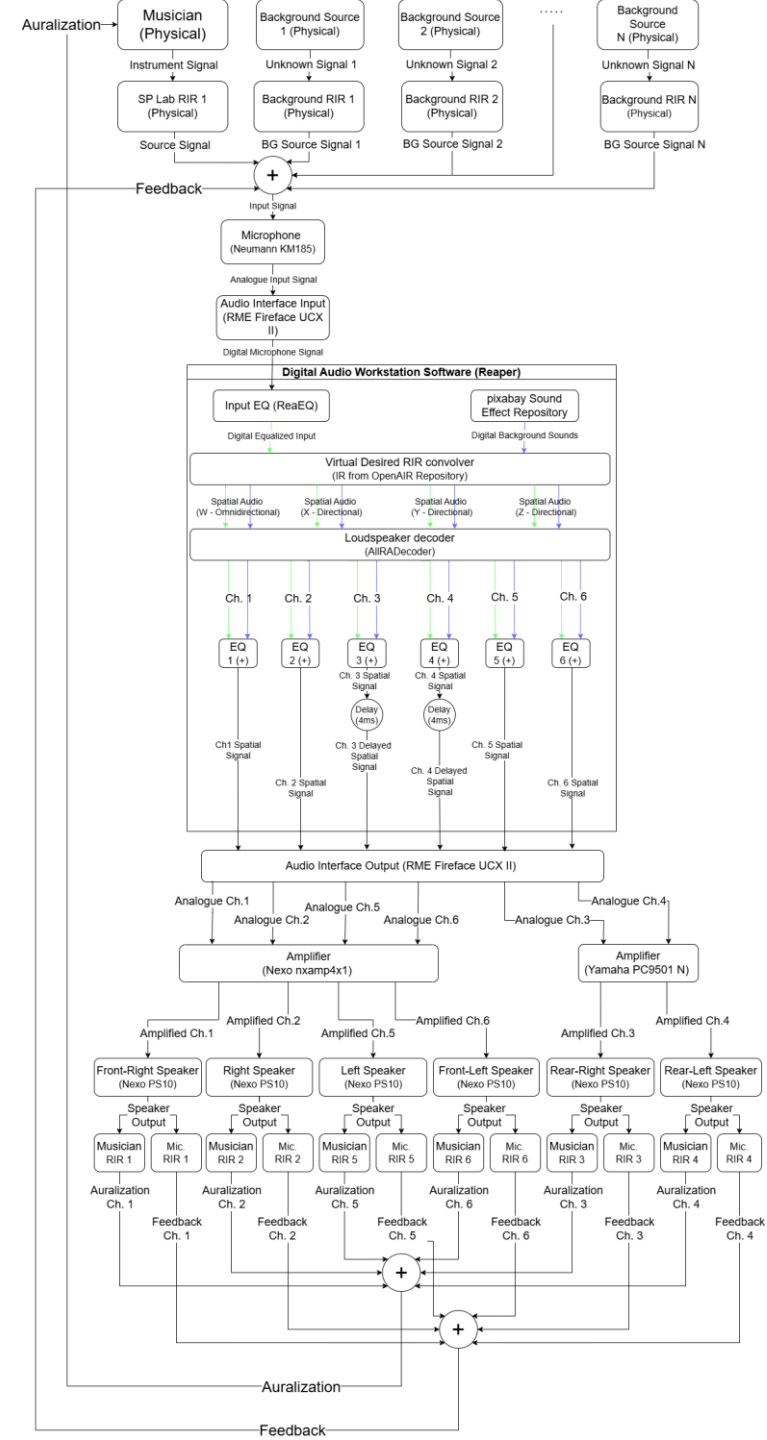 Auralization
Musician
(Physical)
Background Source
1 (Physical)
Background Source
2 (Physical)
.....
Background
Source
N (Physical)
Instrument Signal
Unknown Signal 1
Unknown Signal 2
Unknown Signal N
SP Lab RIR 1
(Physical)
Background RIR 1
(Physical)
Background RIR 2
(Physical)
Background RIR N
(Physical)
Source Signal
BG Source Signal 1
BG Source Signal 2
BG Source Signal N
+
Feedback
Input Signal
Microphone
(Neumann KM185)
Analogue Input Signal
Audio Interface Input
(RME Fireface UCX
II)
Digital Microphone Signal
Digital Audio Workstation Software (Reaper)
Input EQ (ReaEQ)
pixabay Sound
Effect Repository
Digital Equalized Input
Digital Background Sounds
Virtual Desired RIR convolver
(IR from OpenAIR Repository)
Spatial Audio
(W - Omnidirectional)
Spatial Audio
(X - Directional)
Spatial Audio
(Y - Directional)
Spatial Audio
(Z - Directional)
Loudspeaker decoder
(AllRADecoder)
Ch. 1
Ch. 2
Ch. 3
Ch. 4
Ch. 5
Ch. 6
EQ
1 (+)
EQ
2 (+)
EQ
3 (+)
EQ
4 (+)
EQ
5 (+)
EQ
6 (+)
Ch. 3 Spatial
Signal
Ch. 4 Spatial
Signal
Delay
(4ms)
Delay
(4ms)
Ch1 Spatial
Signal
Ch. 2 Spatial
Signal
Ch. 3 Delayed
Spatial
Signal
Ch. 4 Delayed
Spatial
Signal
Ch. 5 Spatial
Signal
Ch. 6 Spatial
Signal
Audio Interface Output (RME Fireface UCX II)
Analogue Ch.1
Analogue Ch.2
Analogue Ch.5
Analogue Ch.6
Analogue Ch.3
Analogue Ch.4
Amplifier
(Nexo nxamp4x1)
Amplifier
(Yamaha PC9501 N)
Amplified Ch.1
Amplified Ch.2
Amplified Ch.5
Amplified Ch.6
Amplified Ch.3
Amplified Ch.4
Front-Right Speaker
(Nexo PS10)
Right Speaker
(Nexo PS10)
Left Speaker
(Nexo PS10)
Front-Left Speaker
(Nexo PS10)
Rear-Right Speaker
(Nexo PS10)
Rear-Left Speaker
(Nexo PS10)
Speaker
Output
Speaker
Output
Speaker
Output
Speaker
Output
Speaker
Output
Speaker
Output
Musician
RIR 1
Mic.
RIR 1
Musician
RIR 2
Mic.
RIR 2
Musician
RIR 5
Mic.
RIR 5
Musician
RIR 6
Mic.
RIR 6
Musician
RIR 3
Mic.
RIR 3
Musician
RIR 4
Mic.
RIR 4
Auralization
Ch. 1
Feedback
Ch. 1
Auralization
Ch. 2
Feedback
Ch. 2
Auralization
Ch. 5
Feedback
Ch. 5
Auralization
Ch. 6
Feedback
Ch. 6
Auralization
Ch. 3
Feedback
Ch. 3
Auralization
Ch. 4
Feedback
Ch. 4
+
+
Auralization
Feedback